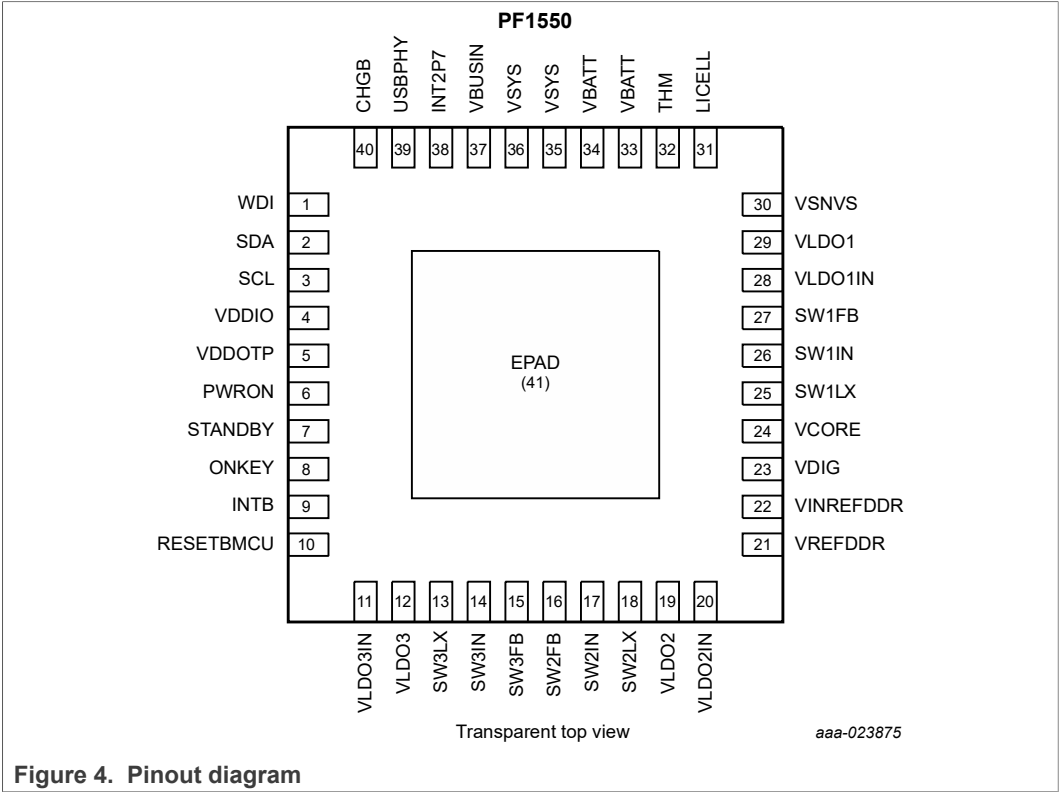 PF1550
CHGB
USBPHY
INT2P7
VBUSIN
VSYS
VSYS
VBATT
VBATT
THM
LICELL
40 39 38 37 36 35 34 33 32 31
WDI 1
SDA 2
SCL 3
VDDIO 4
VDDOTP 5
PWRON 6
STANDBY 7
ONKEY 8
INTB 9
RESETBMCU 10
EPAD
(41)
30 VSNVS
29 VLDO1
28 VLDO1IN
27 SW1FB
26 SW1IN
25 SW1LX
24 VCORE
23 VDIG
22 VINREFDDR
21 VREFDDR
11 12 13 14 15 16 17 18 19 20
VLDO3IN
VLDO3
SW3LX
SW3IN
SW3FB
SW2FB
SW2IN
SW2LX
VLDO2
VLDO2IN
Transparent top view
aaa-023875
Figure 4. Pinout diagram